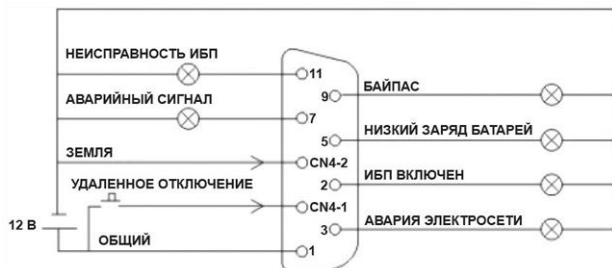 НЕИСПРАВНОСТЬ ИБП
11
9
БАЙПАС
АВАРИЙНЫЙ СИГНАЛ
7
5
НИЗКИЙ ЗАРЯД БАТАРЕЙ
ЗЕМЛЯ
CN4-2
2
ИБП ВКЛЮЧЕН
УДАЛЕННОЕ ОТКЛЮЧЕНИЕ
CN4-1
3
АВАРИЯ ЭЛЕКТРОСЕТИ
12 В
ОБЩИЙ
1